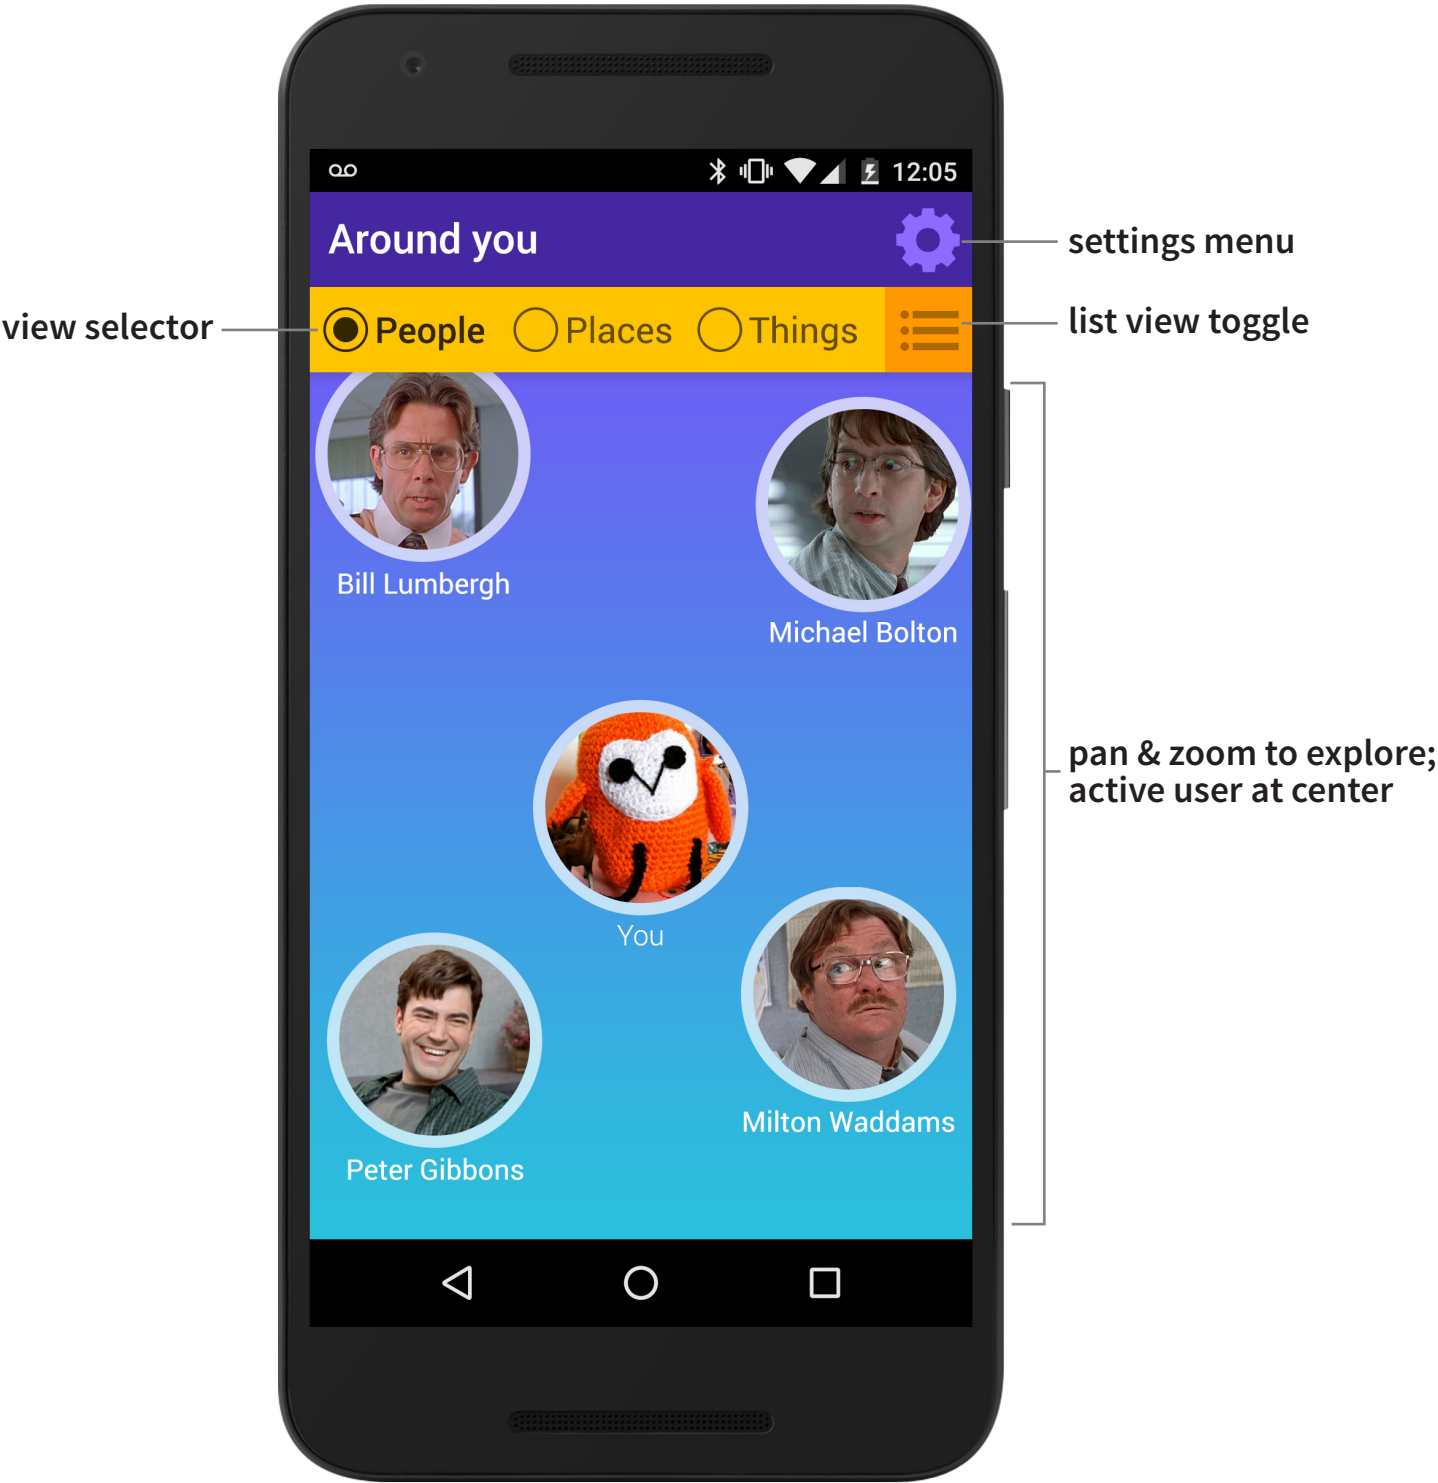 12:05
Around you
settings menu
view selector
People
Places
Things
list view toggle
Bill Lumbergh
Michael Bolton
pan & zoom to explore;
active user at center
You
Milton Waddams
Peter Gibbons